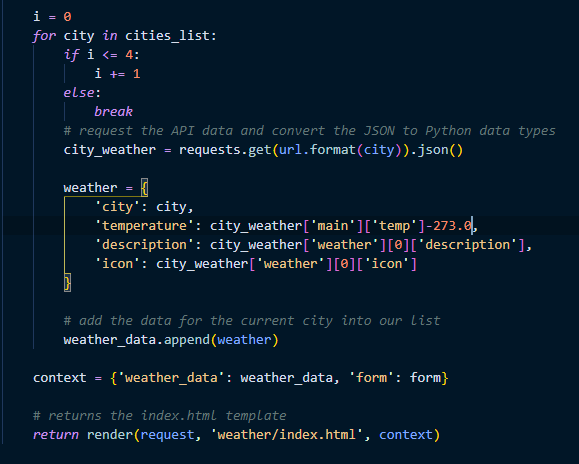 i = 0
for city in cities_list:
    if i <= 4:
        i += 1
    else:
        break
    # request the API data and convert the JSON to Python data types
    city_weather = requests.get(url.format(city)).json()
    weather = {
        'city': city,
        'temperature': city_weather['main']['temp']-273.0,
        'description': city_weather['weather'][0]['description'],
        'icon': city_weather['weather'][0]['icon']
    }
    # add the data for the current city into our list
    weather_data.append(weather)
context = {'weather_data': weather_data, 'form': form}
# returns the index.html template
return render(request, 'weather/index.html', context)